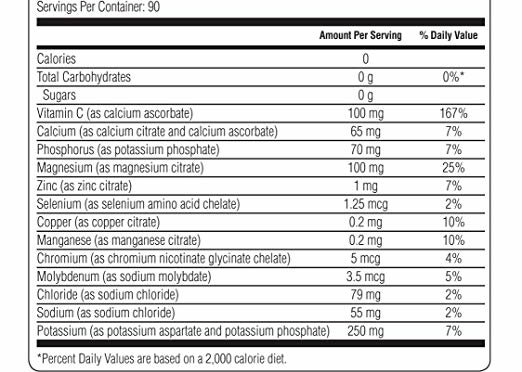 Servings Per Container: 90
Amount Per Serving % Daily Value
Calories 0
Total Carbohydrates 0 g 0%*
Sugars 0 g
Vitamin C (as calcium ascorbate) 100 mg 167%
Calcium (as calcium citrate and calcium ascorbate) 65 mg 7%
Phosphorus (as potassium phosphate) 70 mg 7%
Magnesium (as magnesium citrate) 100 mg 25%
Zinc (as zinc citrate) 1 mg 7%
Selenium (as selenium amino acid chelate) 1.25 mcg 2%
Copper (as copper citrate) 0.2 mg 10%
Manganese (as manganese citrate) 0.2 mg 10%
Chromium (as chromium nicotinate glycinate chelate) 5 mcg 4%
Molybdenum (as sodium molybdate) 3.5 mcg 5%
Chloride (as sodium chloride) 79 mg 2%
Sodium (as sodium chloride) 55 mg 2%
Potassium (as potassium aspartate and potassium phosphate) 250 mg 7%
*Percent Daily Values are based on a 2,000 calorie diet.